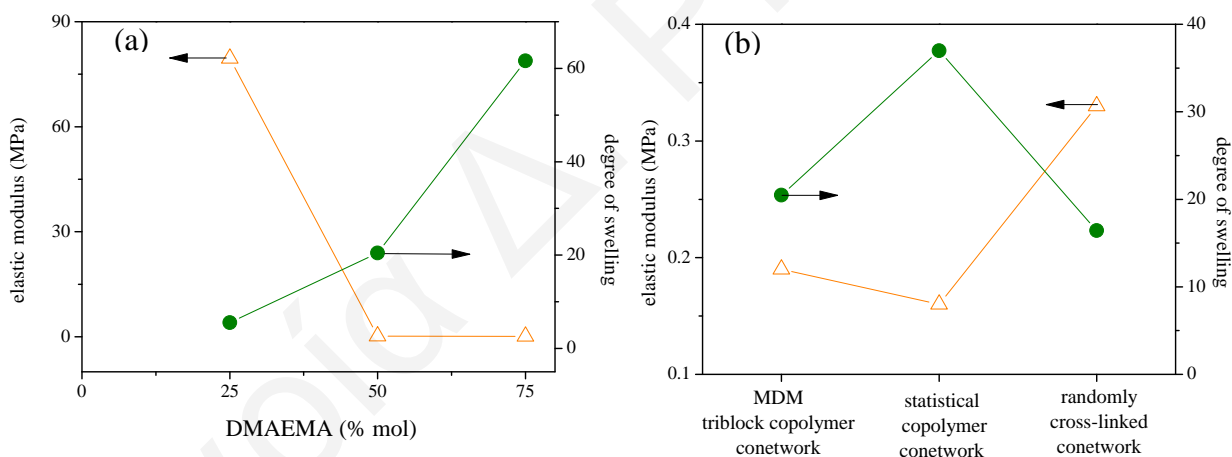 (a)
90
60
30
0
elastic modulus (MPa)
60
40
20
0
degree of swelling
0
25
50
75
DMAEMA (% mol)
(b)
0.4
0.3
0.2
0.1
elastic modulus (MPa)
40
30
20
10
0
degree of swelling
MDM
triblock copolymer
conetwork
statistical
copolymer
conetwork
randomly
cross-linked
conetwork